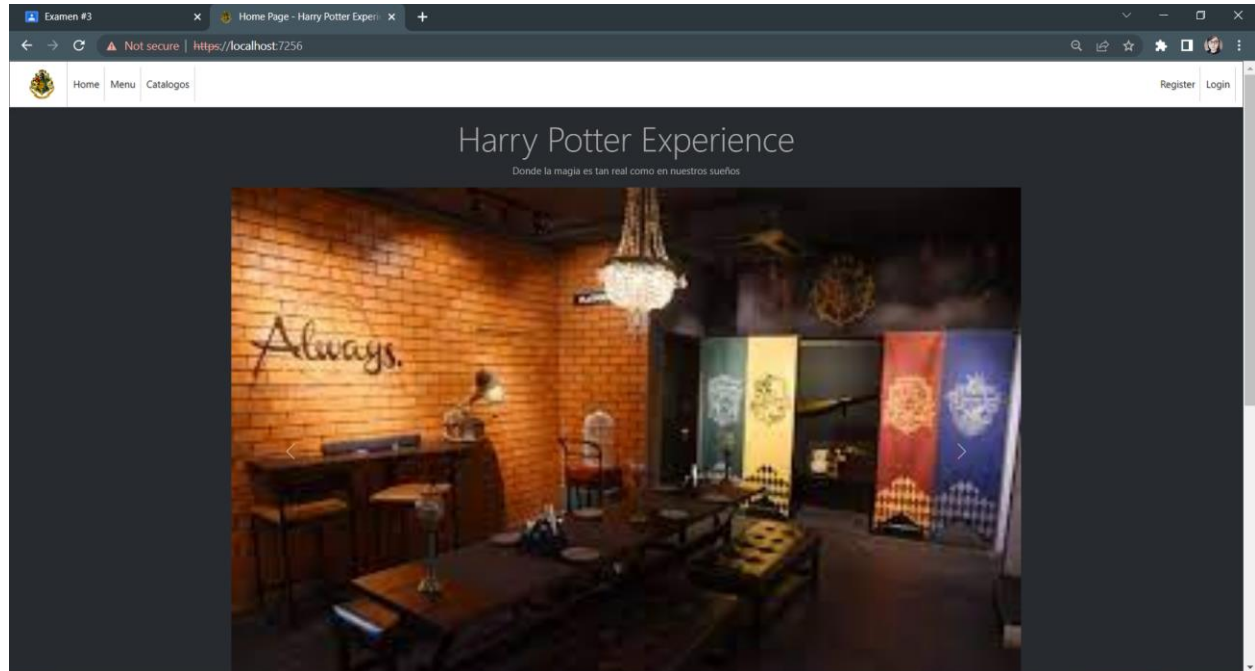 Examen #3
Home Page - Harry Potter Experi
Not secure | https://localhost:7256
Home Menu Catalogos
Register Login
Harry Potter Experience
Donde la magia es tan real como en nuestros sueños
Always.